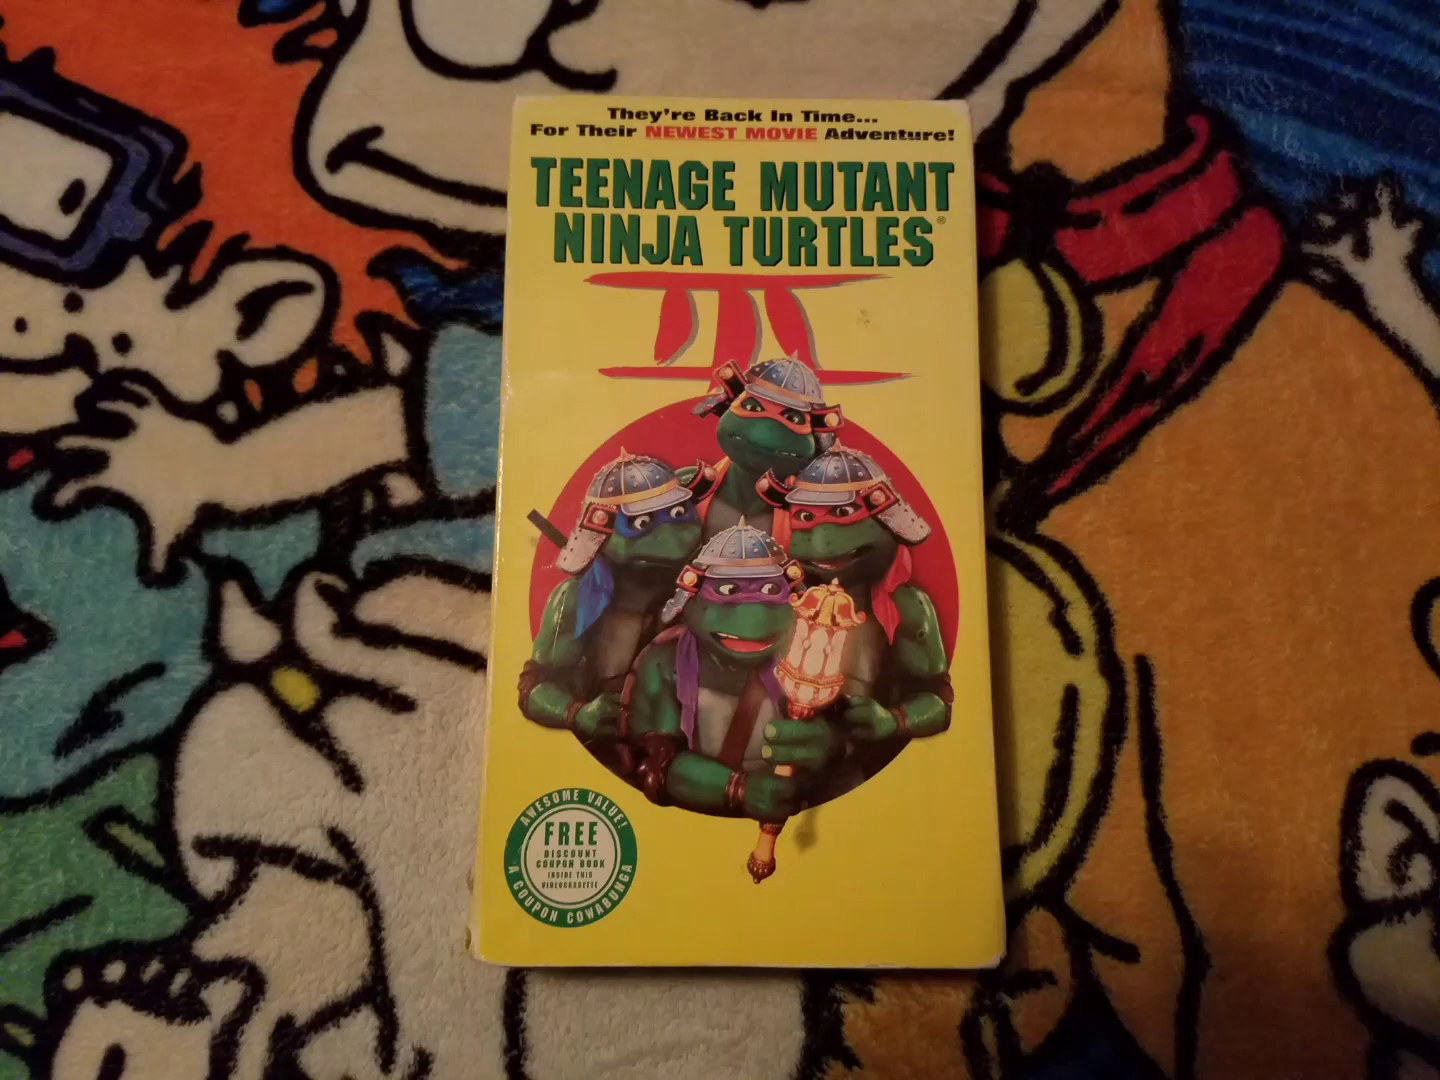 They're Back In Time...
For Their NEWEST MOVIE Adventure!
TEENAGE MUTANT
NINJA TURTLES®
III
AWESOME VALUE!
FREE
DISCOUNT
COUPON BOOK
INSIDE THIS
VIDEOCASSETTE
A COUPON COWABUNGA